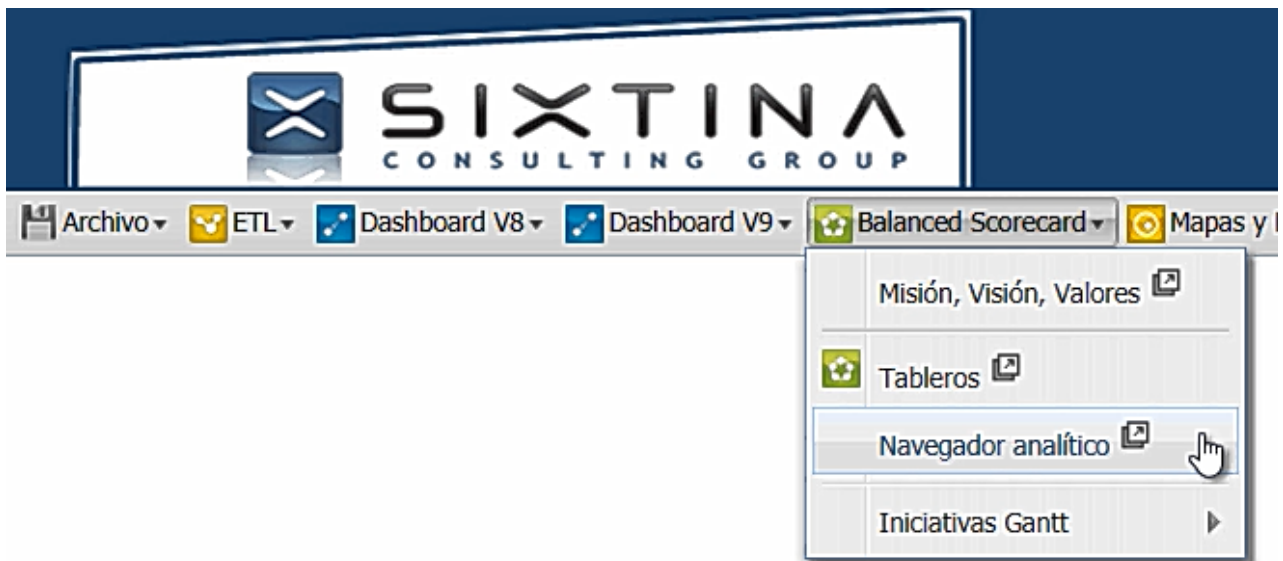 SIXTINA
CONSULTING GROUP
Archivo ETL Dashboard V8 Dashboard V9 Balanced Scorecard Mapas y
Misión, Visión, Valores
Tableros
Navegador analítico
Iniciativas Gantt